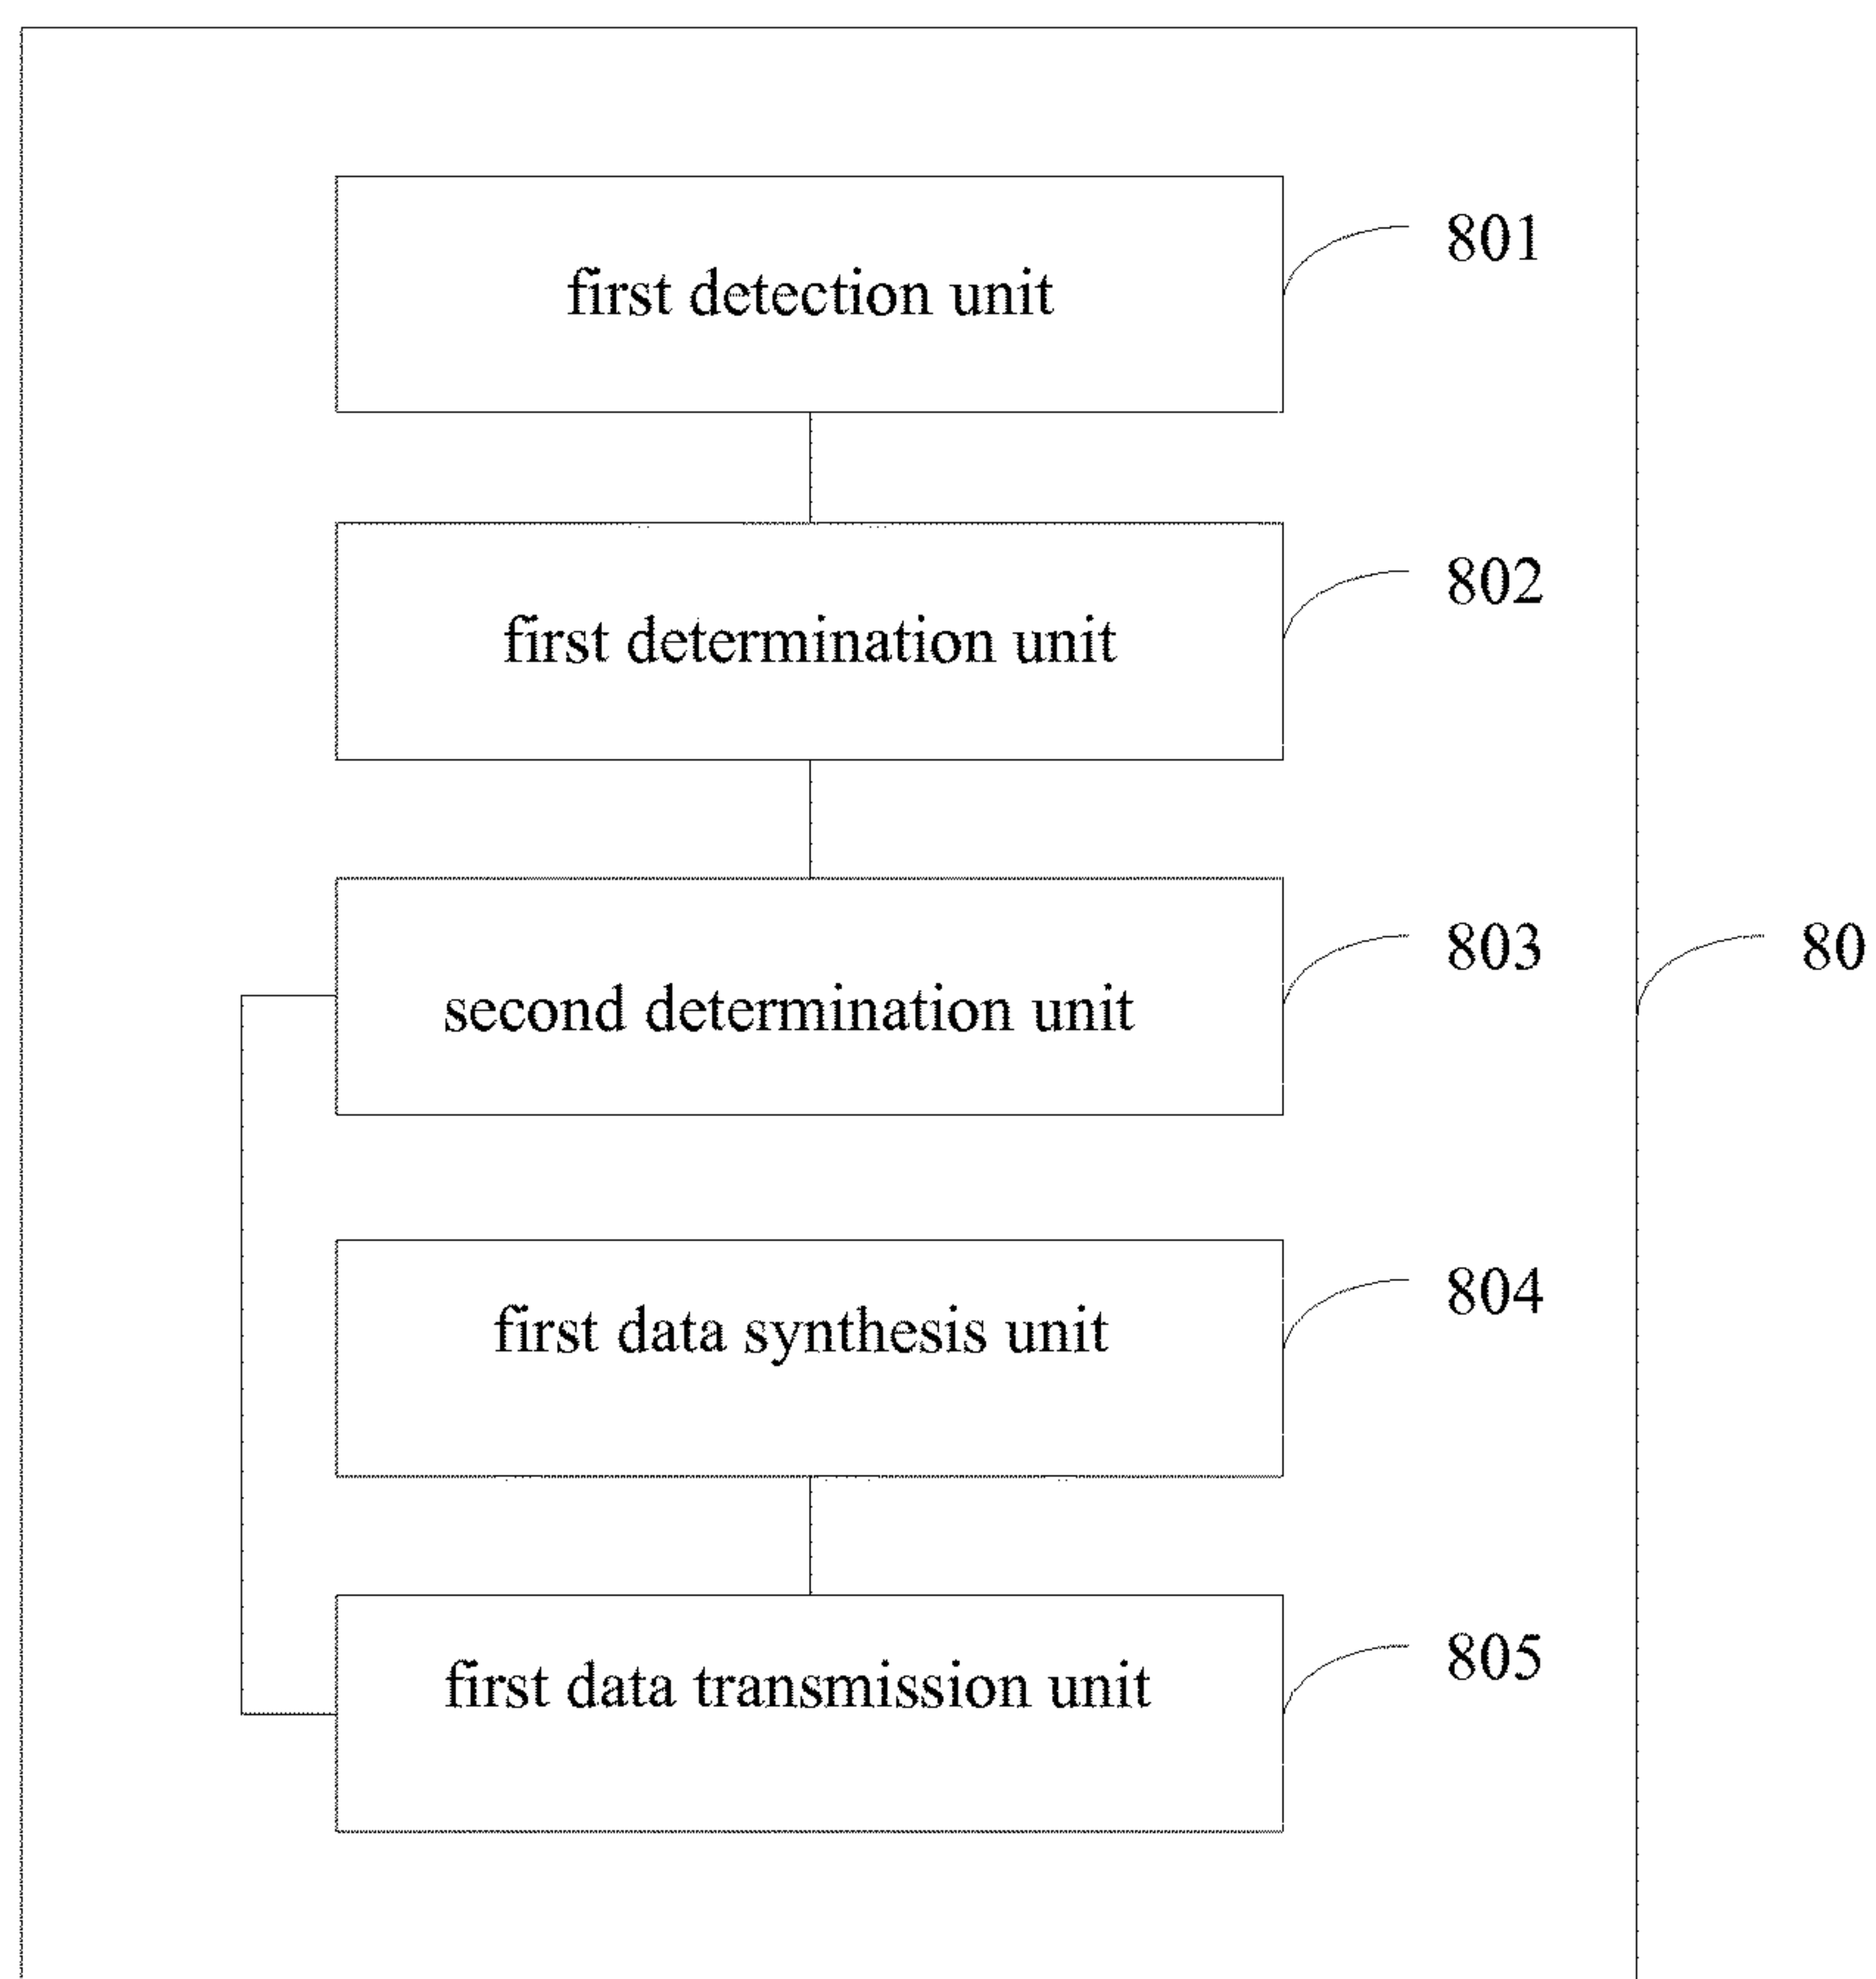 first detection unit
801
first determination unit
802
second determination unit
803
80
first data synthesis unit
804
first data transmission unit
805